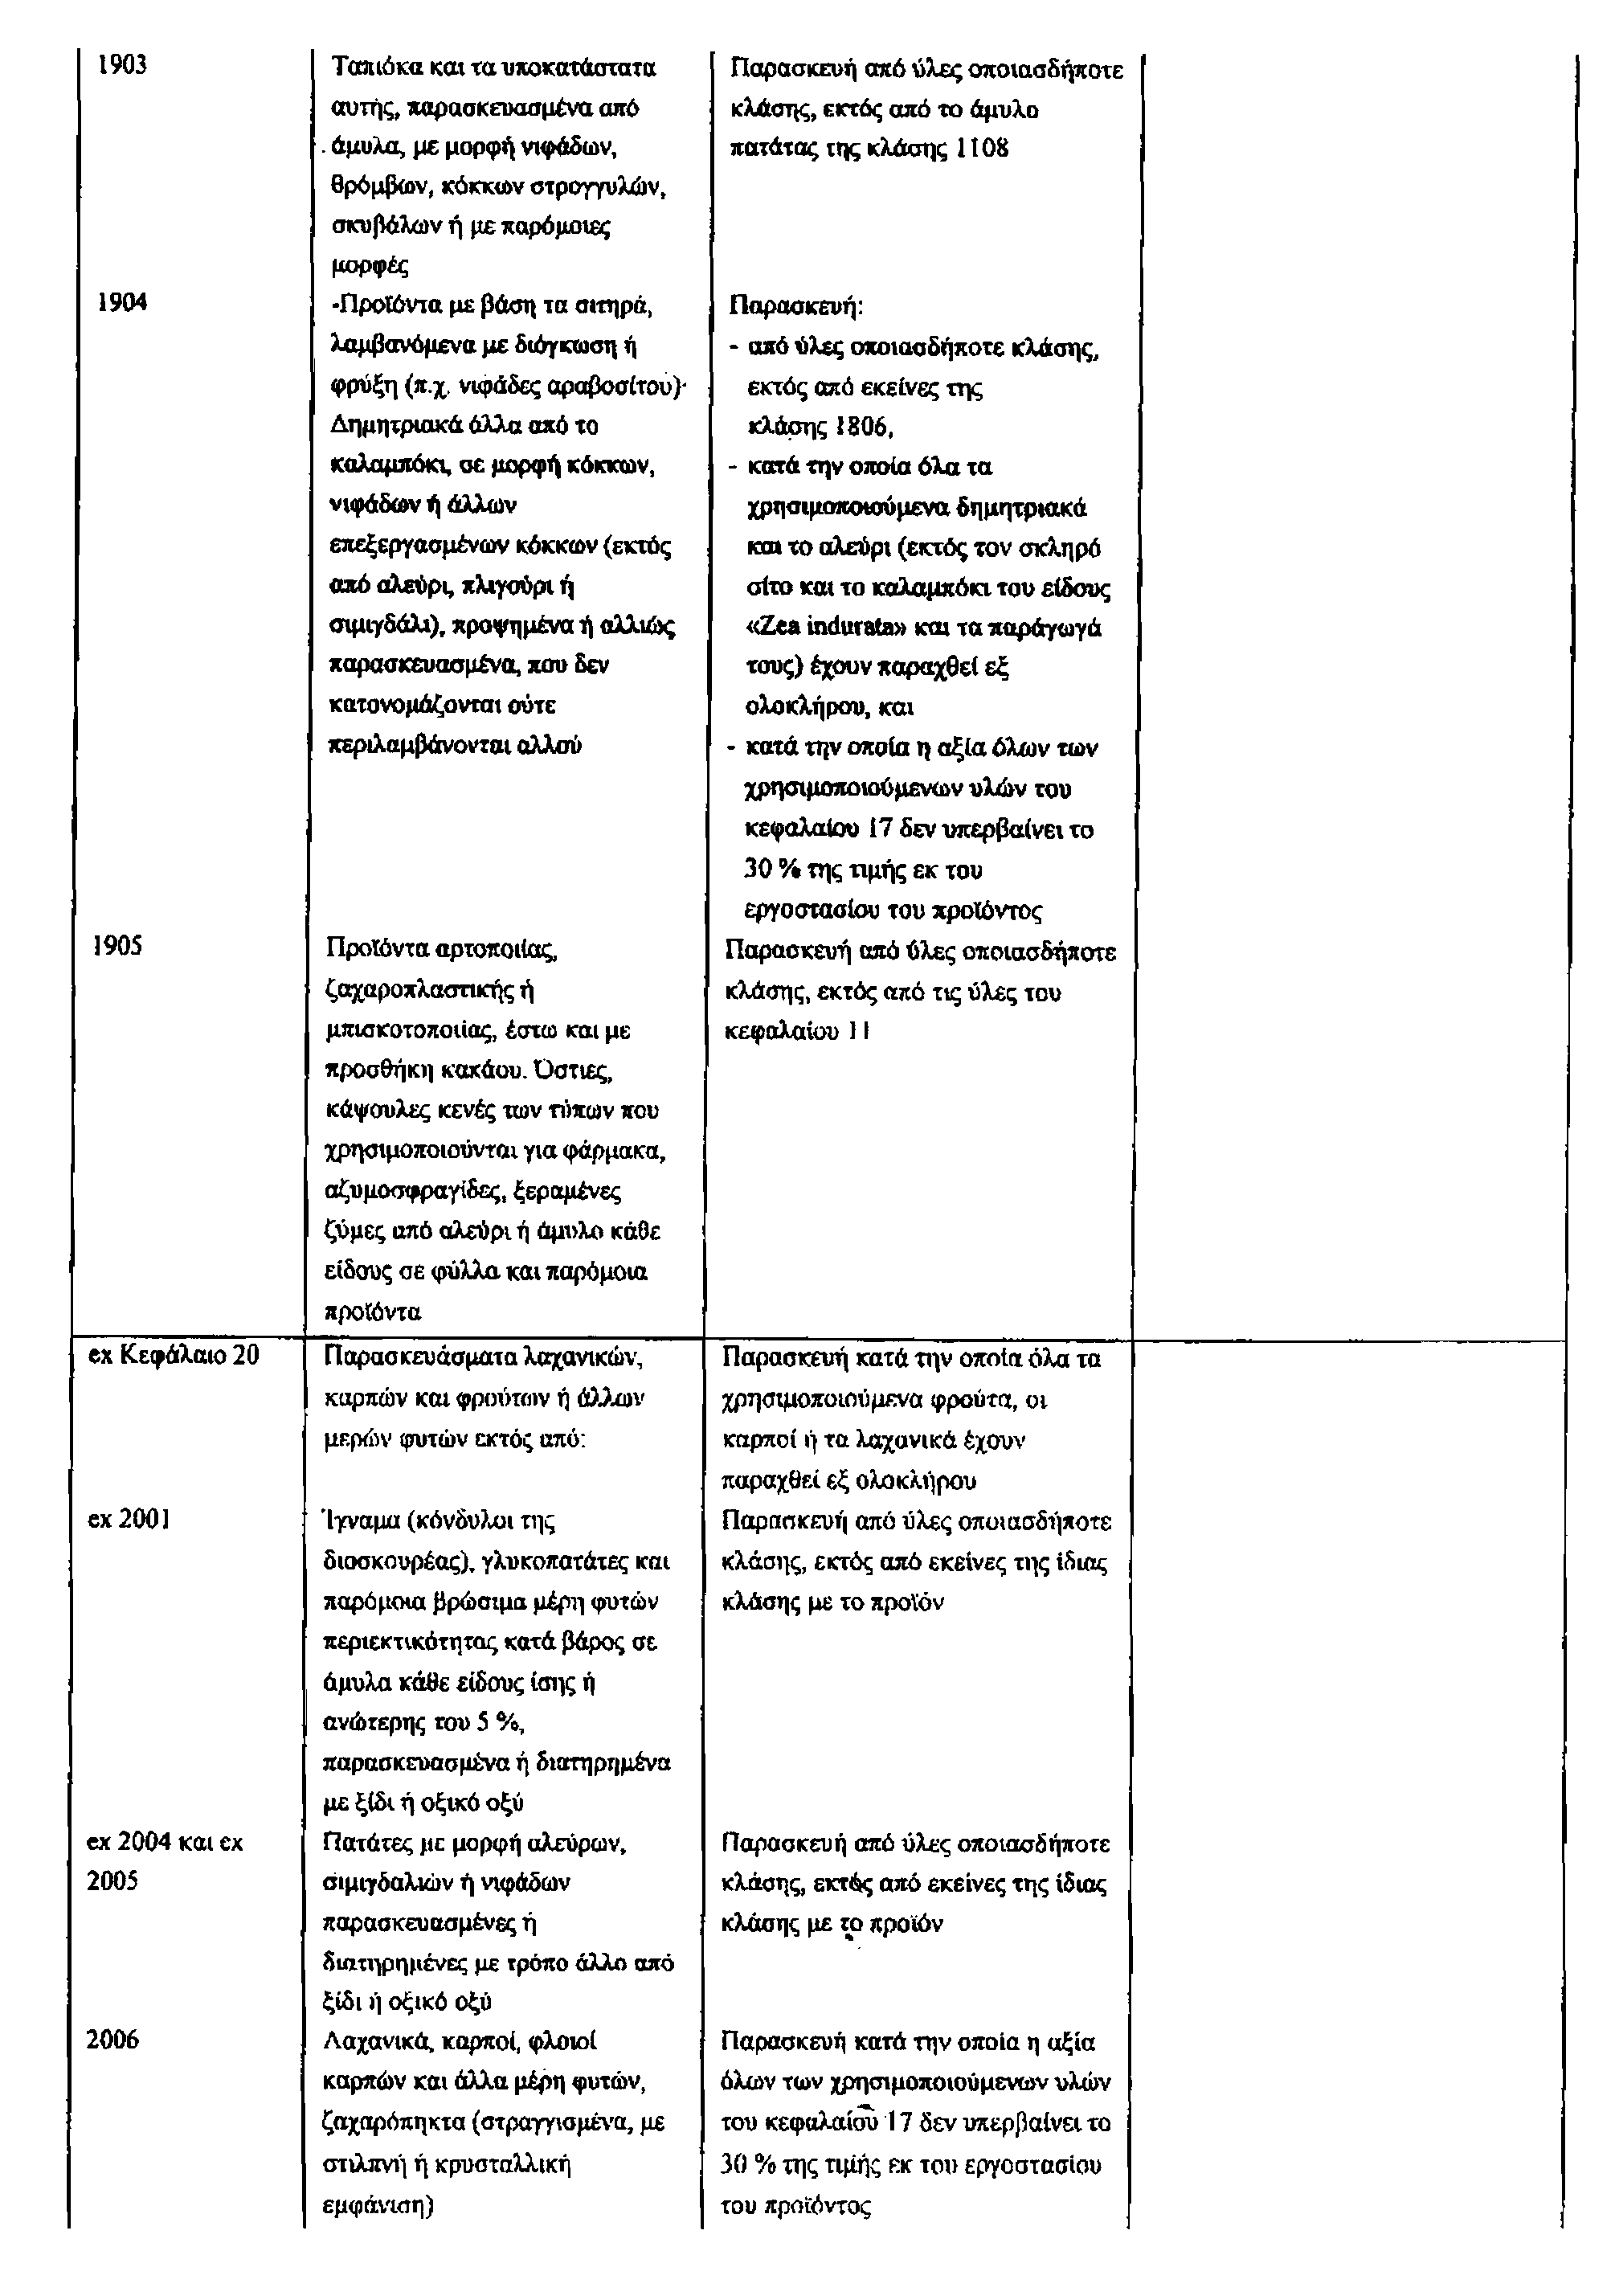 1903
Ταπιόκα και τα υποκατάστατα
αυτής, παρασκευασμένα από
άμυλα, με μορφή νιφάδων,
θρόμβων, κόκκων στρογγυλών,
σκυβάλων ή με παρόμοιες
μορφές
Παρασκευή από ύλες οποιασδήποτε
κλάσης, εκτός από το άμυλο
πατάτας της κλάσης 1108
1904
-Προϊόντα με βάση τα σιτηρά,
λαμβανόμενα με διόγκωση ή
φρύξη (π.χ. νιφάδες αραβοσίτου)·
Δημητριακά άλλα από το
καλαμπόκι, σε μορφή κόκκων,
νιφάδων ή άλλων
επεξεργασμένων κόκκων (εκτός
από αλεύρι, πλιγούρι ή
σιμιγδάλι), προψημένα ή αλλιώς
παρασκευασμένα, που δεν
κατονομάζονται ούτε
περιλαμβάνονται αλλού
Παρασκευή:
- από ύλες οποιασδήποτε κλάσης,
εκτός από εκείνες της
κλάσης 1806,
- κατά την οποία όλα τα
χρησιμοποιούμενα δημητριακά
και το αλεύρι (εκτός τον σκληρό
σίτο και το καλαμπόκι του είδους
«Zea indurata» και τα παράγωγά
τους) έχουν παραχθεί εξ
ολοκλήρου, και
- κατά την οποία η αξία όλων των
χρησιμοποιούμενων υλών του
κεφαλαίου 17 δεν υπερβαίνει το
30 % της τιμής εκ του
εργοστασίου του προϊόντος
1905
Προϊόντα αρτοποιίας,
ζαχαροπλαστικής ή
μπισκοτοποιίας, έστω και με
προσθήκη κακάου. Όστιες,
κάψουλες κενές των τύπων που
χρησιμοποιούνται για φάρμακα,
αζυμοσφραγίδες, ξεραμένες
ζύμες από αλεύρι ή άμυλο κάθε
είδους σε φύλλα και παρόμοια
προϊόντα
Παρασκευή από ύλες οποιασδήποτε
κλάσης, εκτός από τις ύλες του
κεφαλαίου 11
ex Κεφάλαιο 20
Παρασκευάσματα λαχανικών,
καρπών και φρούτων ή άλλων
μερών φυτών εκτός από:
Παρασκευή κατά την οποία όλα τα
χρησιμοποιούμενα φρούτα, οι
καρποί ή τα λαχανικά έχουν
παραχθεί εξ ολοκλήρου
ex 2001
Ίγναμα (κόνδυλοι της
διοσκουρέας), γλυκοπατάτες και
παρόμοια βρώσιμα μέρη φυτών
περιεκτικότητας κατά βάρος σε
άμυλα κάθε είδους ίσης ή
ανώτερης του 5 %,
παρασκευασμένα ή διατηρημένα
με ξίδι ή οξικό οξύ
Παρασκευή από ύλες οποιασδήποτε
κλάσης, εκτός από εκείνες της ίδιας
κλάσης με το προϊόν
ex 2004 και ex
2005
Πατάτες με μορφή αλεύρων,
σιμιγδαλιών ή νιφάδων
παρασκευασμένες ή
διατηρημένες με τρόπο άλλο από
ξίδι ή οξικό οξύ
Παρασκευή από ύλες οποιασδήποτε
κλάσης, εκτός από εκείνες της ίδιας
κλάσης με το προϊόν
2006
Λαχανικά, καρποί, φλοιοί
καρπών και άλλα μέρη φυτών,
ζαχαρόπηκτα (στραγγισμένα, με
στιλπνή ή κρυσταλλική
εμφάνιση)
Παρασκευή κατά την οποία η αξία
όλων των χρησιμοποιούμενων υλών
του κεφαλαίου 17 δεν υπερβαίνει το
30 % της τιμής εκ του εργοστασίου
του προϊόντος